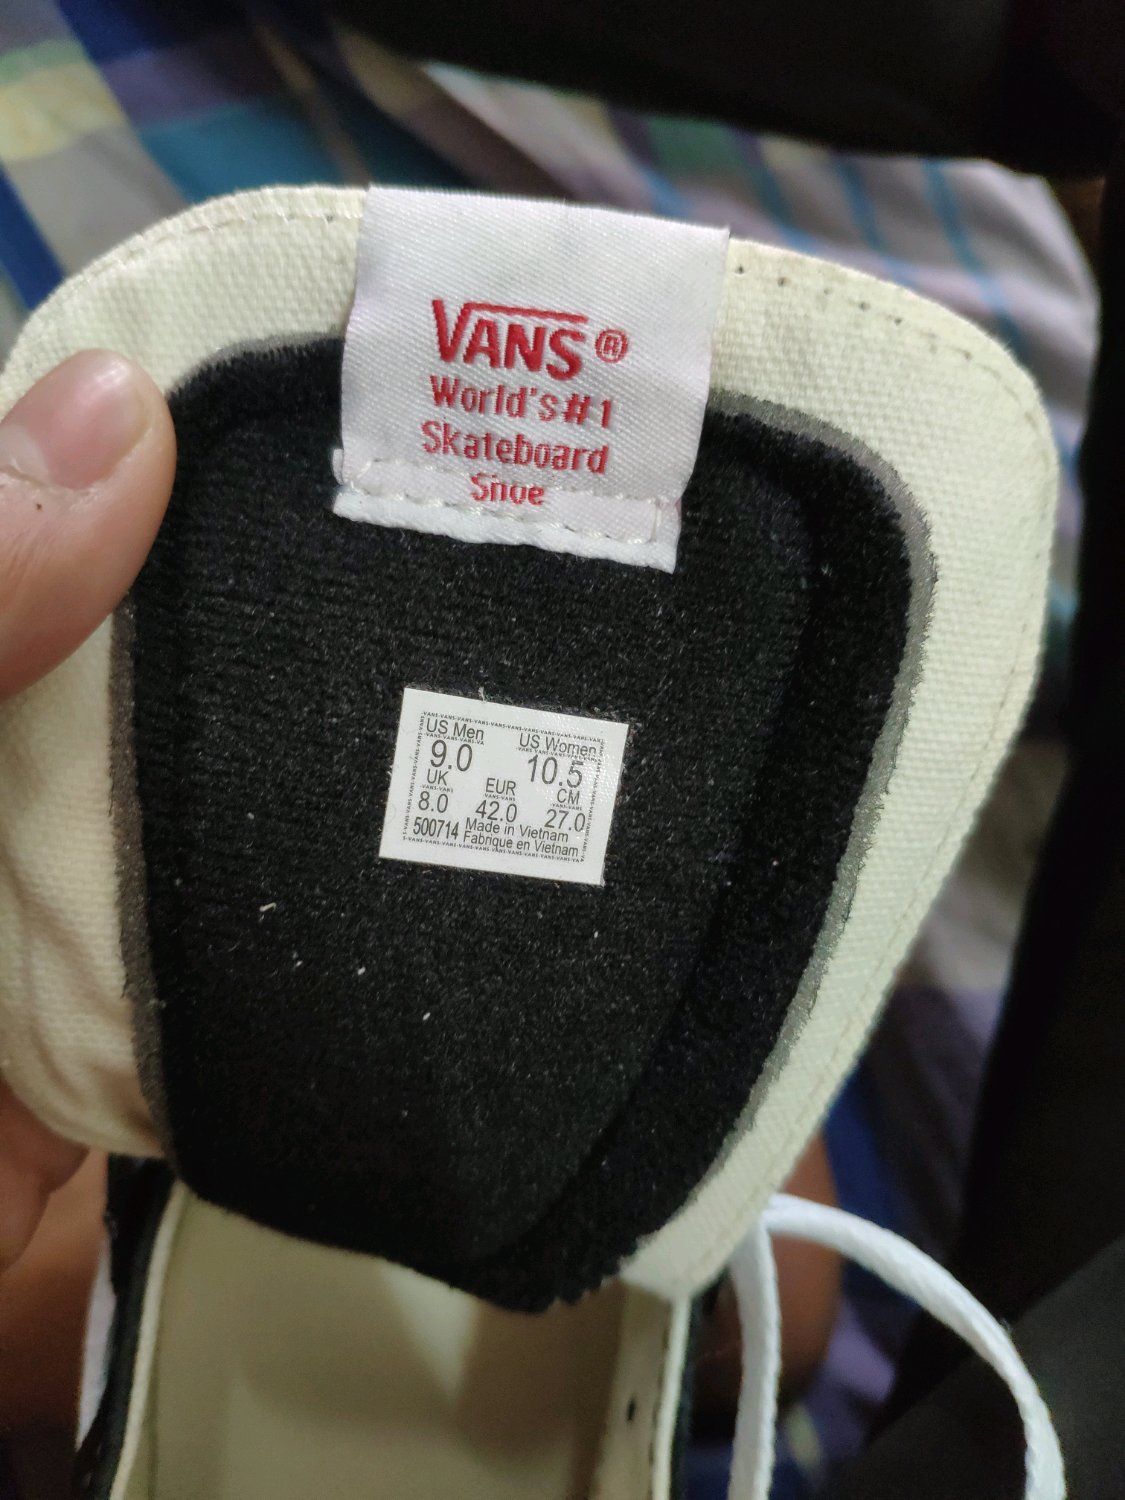 VANS®
World's #1
Skateboard
Shoe
US Men US Women
9.0 10.5
UK EUR CM
8.0 42.0 27.0
500714 Made in Vietnam
Fabrique en Vietnam